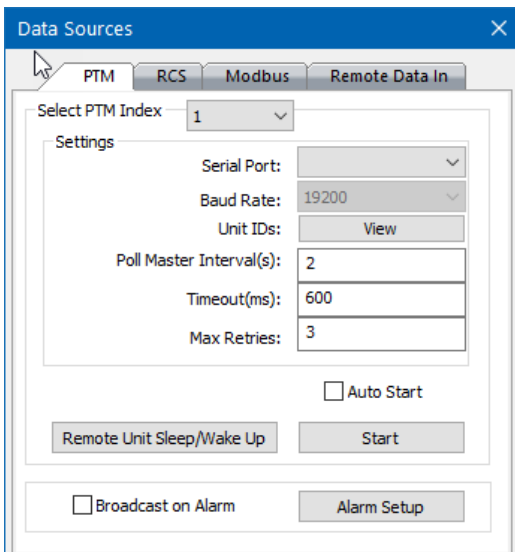 Data Sources
PTM RCS Modbus Remote Data In
Select PTM Index 1
Settings
Serial Port:
Baud Rate: 19200
Unit IDs: View
Poll Master Interval(s): 2
Timeout(ms): 600
Max Retries: 3
Auto Start
Remote Unit Sleep/Wake Up Start
Broadcast on Alarm Alarm Setup